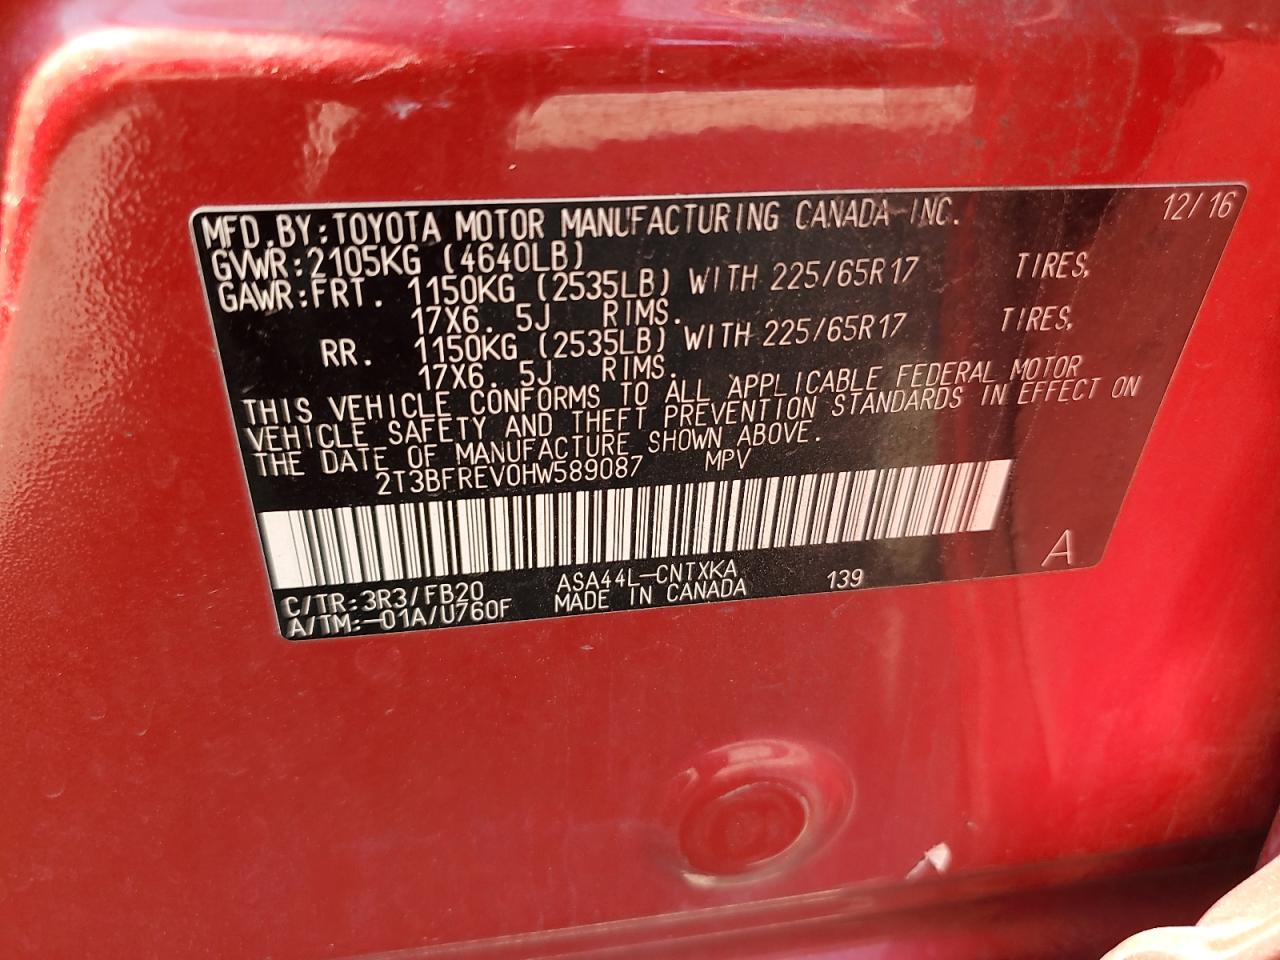 MFD.BY:TOYOTA MOTOR MANUFACTURING CANADA INC. 12/16
GVWR:2105KG (4640LB)
GAWR:FRT. 1150KG (2535LB) WITH 225/65R17 TIRES,
17X6.5J RIMS.
RR. 1150KG (2535LB) WITH 225/65R17 TIRES,
17X6.5J RIMS.
THIS VEHICLE CONFORMS TO ALL APPLICABLE FEDERAL MOTOR
VEHICLE SAFETY AND THEFT PREVENTION STANDARDS IN EFFECT ON
THE DATE OF MANUFACTURE SHOWN ABOVE.
2T3BFREV0HW589087 MPV
A
C/TR:3R3/FB20 ASA44L-CNTXKA 139
A/TM:-01A/U760F MADE IN CANADA